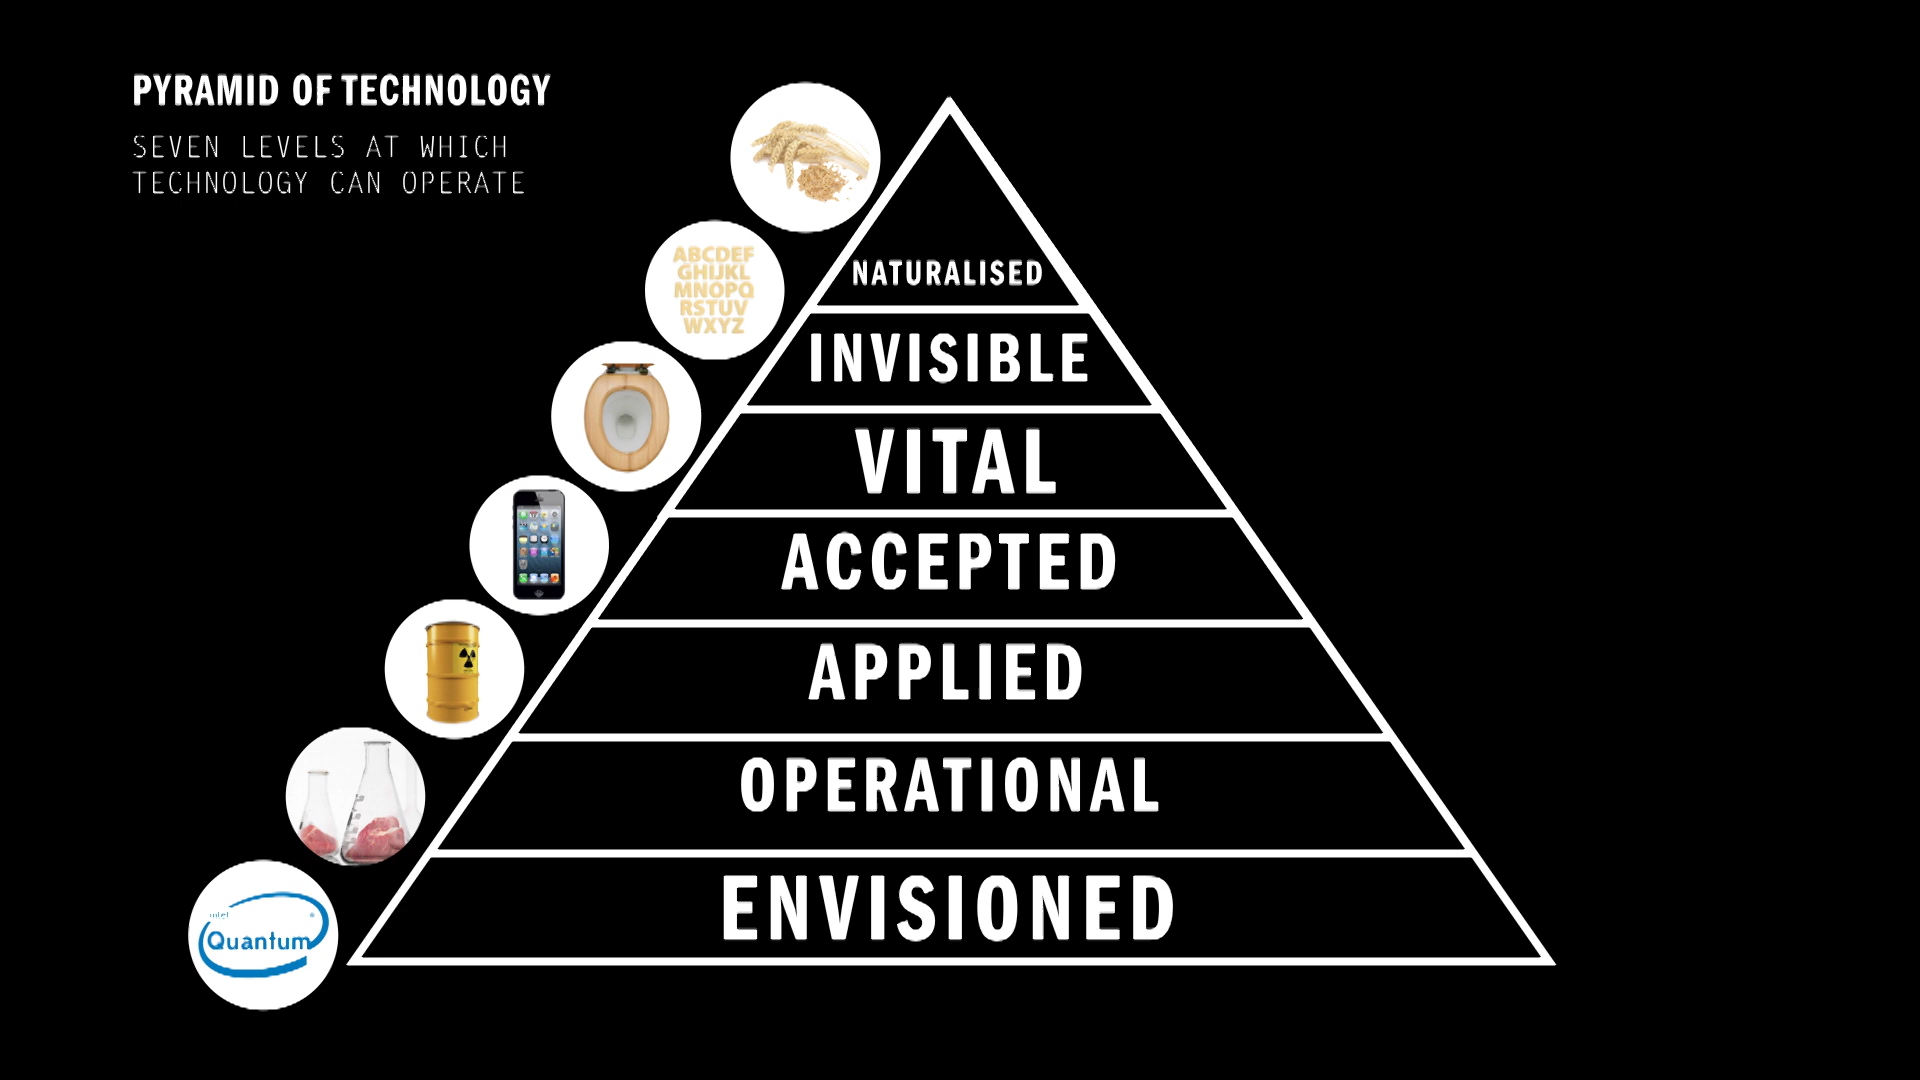 PYRAMID OF TECHNOLOGY
SEVEN LEVELS AT WHICH
TECHNOLOGY CAN OPERATE
NATURALISED
ABCDEF
GHIJKL
MNOPQ
RSTUV
WXYZ
INVISIBLE
VITAL
ACCEPTED
APPLIED
OPERATIONAL
ENVISIONED
intel
Quantum